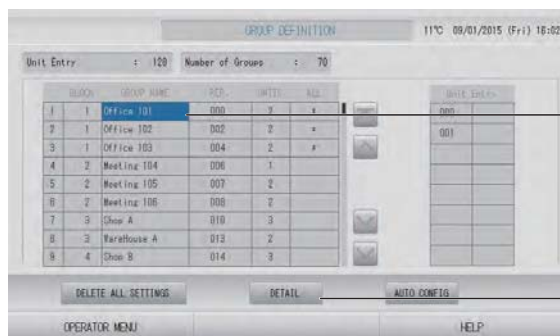 GROUP DEFINITION 11°C 09/01/2015 (Fri) 16:02
Unit Entry : 120 Number of Groups : 70
BLOCK GROUP NAME REP. UNITS ALL Unit Entry
1 1 Office 101 000 2 * 000
2 1 Office 102 002 2 * 001
3 1 Office 103 004 2 *
4 2 Meeting 104 006 1
5 2 Meeting 105 007 2
6 2 Meeting 106 008 2
7 3 Shop A 010 3
8 3 WareHouse A 013 2
9 4 Shop B 014 3
DELETE ALL SETTINGS DETAIL AUTO CONFIG
OPERATOR MENU HELP